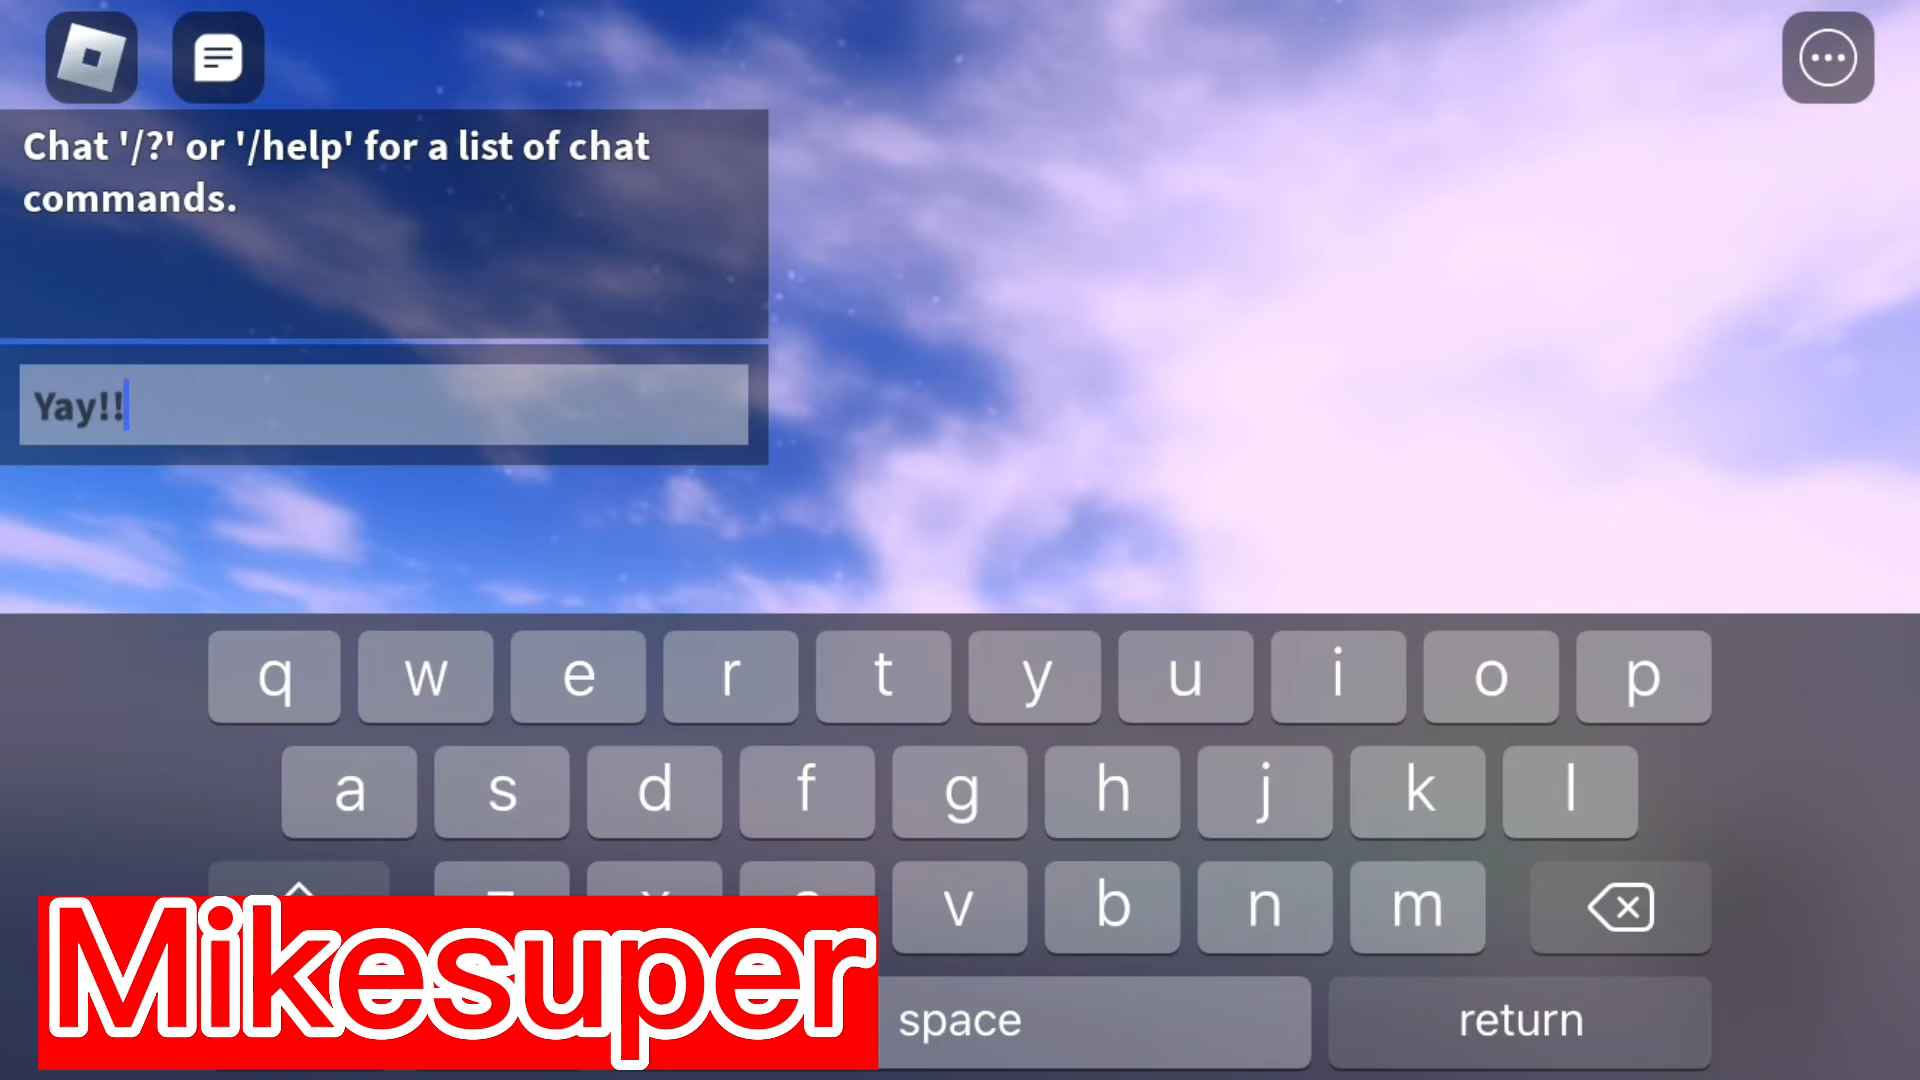 Chat '/?' or '/help' for a list of chat
commands.
Yay!!
q w e r t y u i o p
a s d f g h j k l
v b n m
Mikesuper
space
return